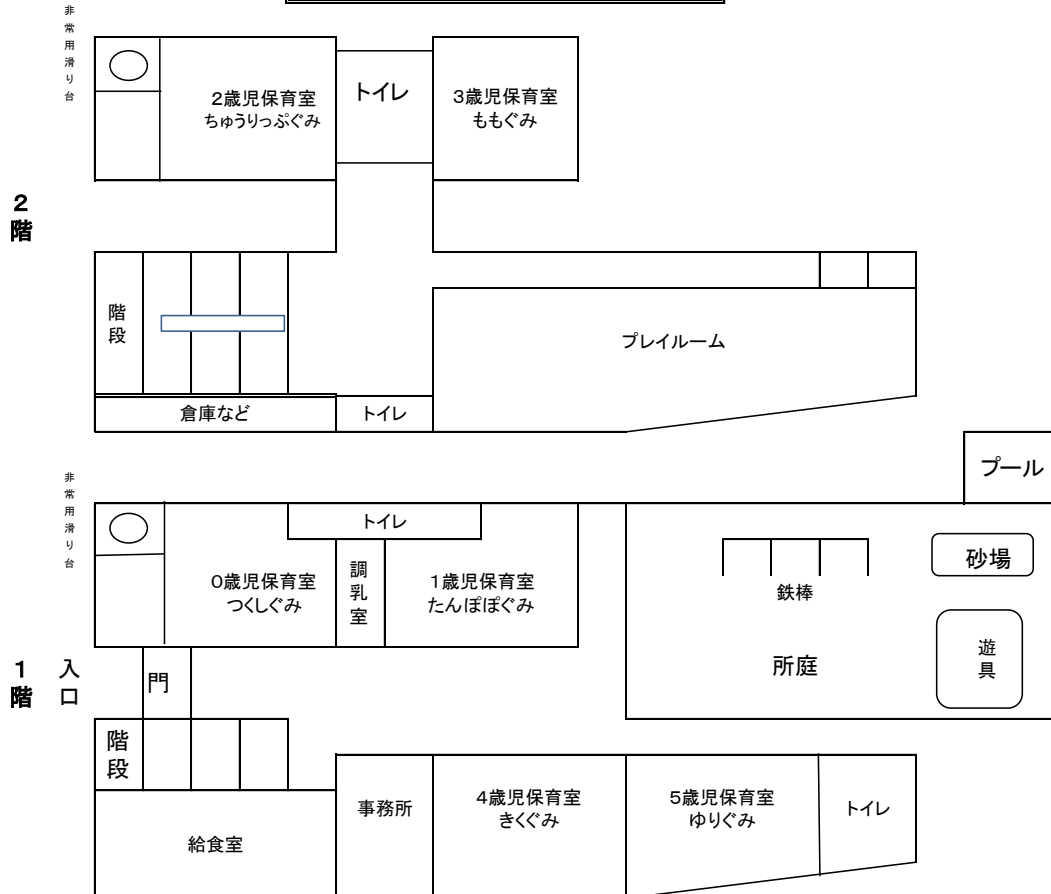 非常用滑り台
2歳児保育室
ちゅうりっぷぐみ
トイレ
3歳児保育室
ももぐみ
2階
階段
プレイルーム
倉庫など
トイレ
プール
非常用滑り台
トイレ
0歳児保育室
つくしぐみ
調乳室
1歳児保育室
たんぽぽぐみ
砂場
鉄棒
遊具
所庭
1階
入口
門
階段
事務所
4歳児保育室
きくぐみ
5歳児保育室
ゆりぐみ
トイレ
給食室